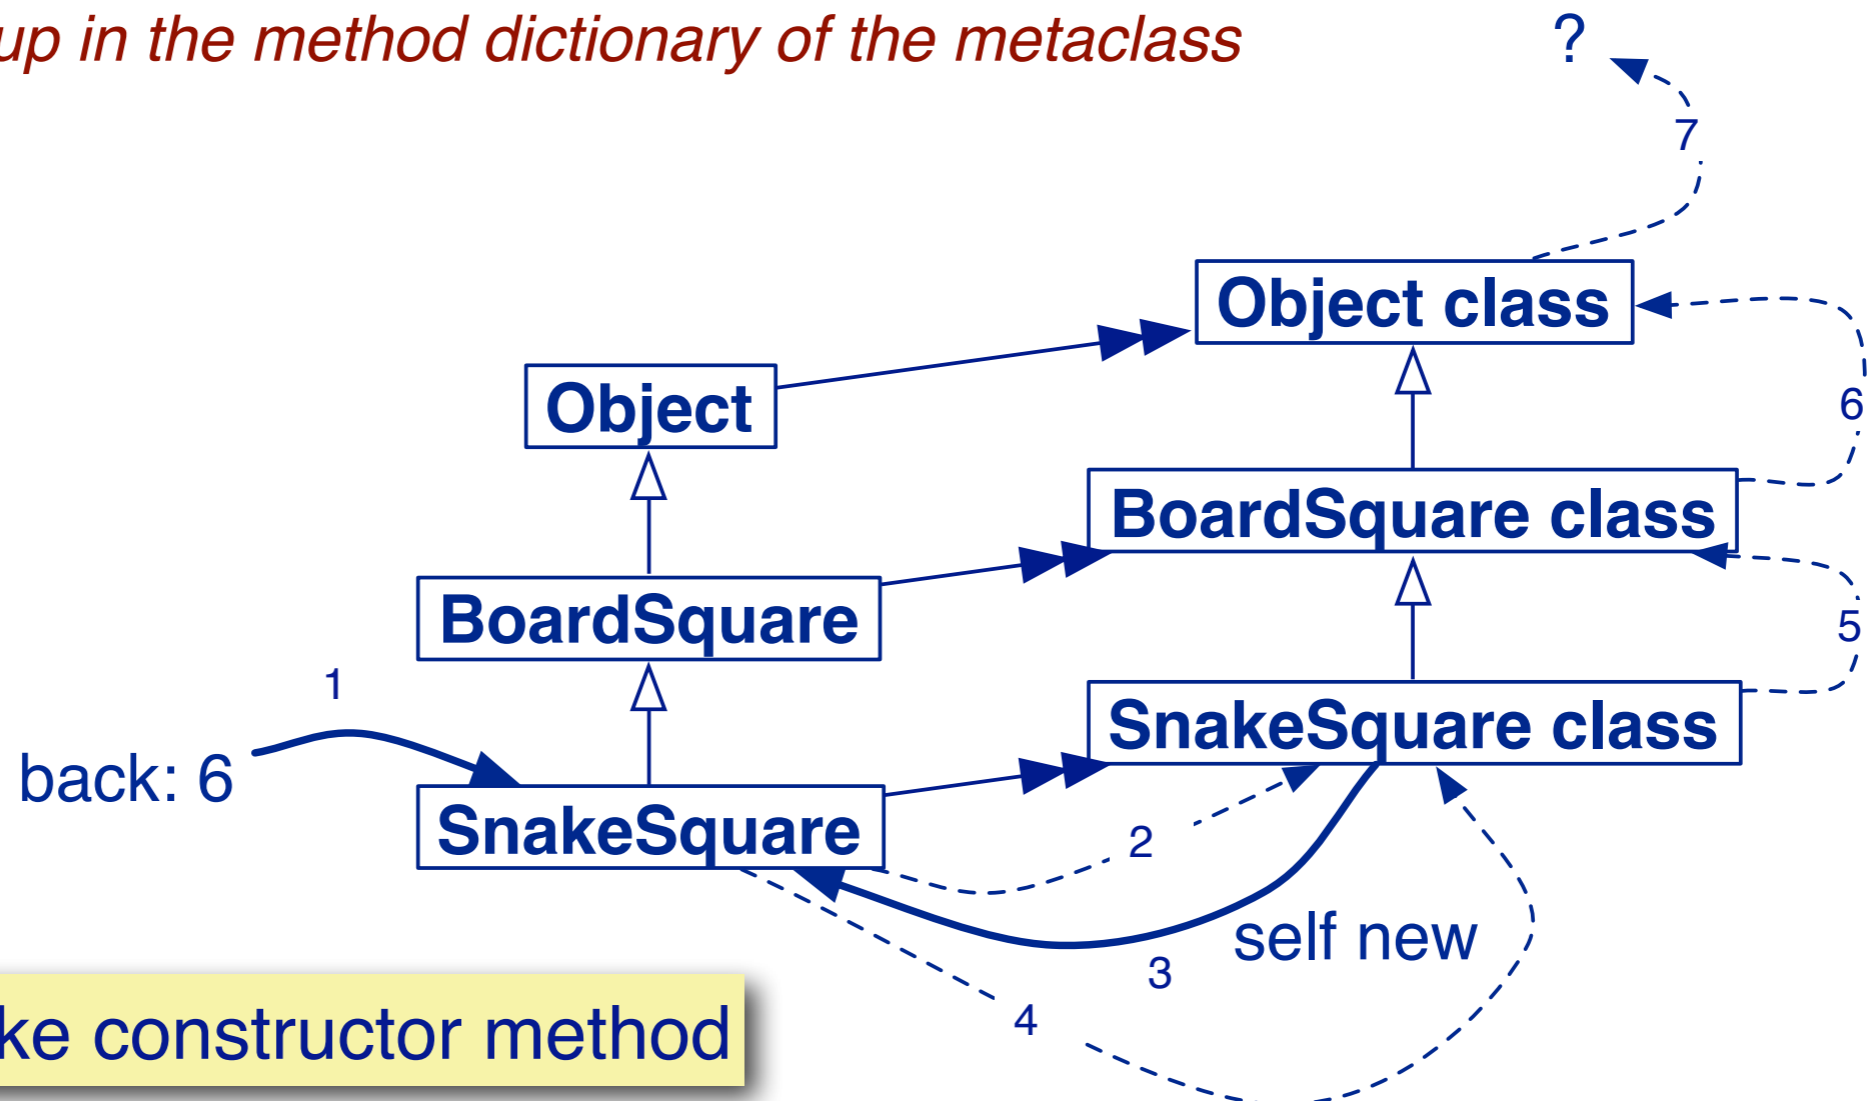 up in the method dictionary of the metaclass
?
7
Object class
6
Object
BoardSquare class
5
BoardSquare
1
SnakeSquare class
back: 6
SnakeSquare
2
self new
3
4
ke constructor method